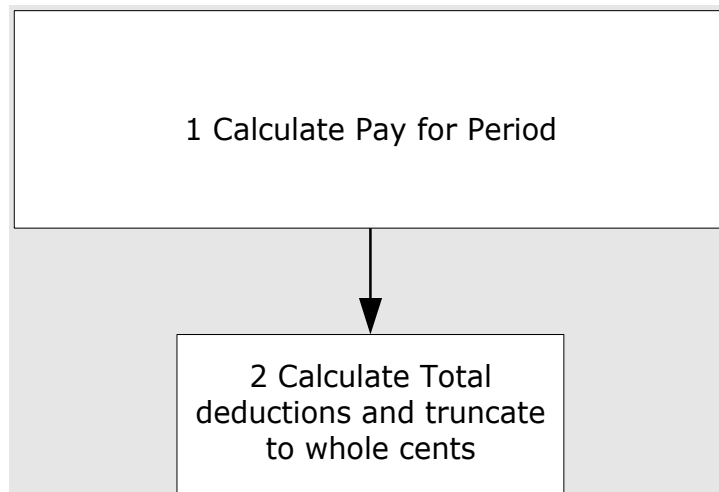 1 Calculate Pay for Period
2 Calculate Total
deductions and truncate
to whole cents